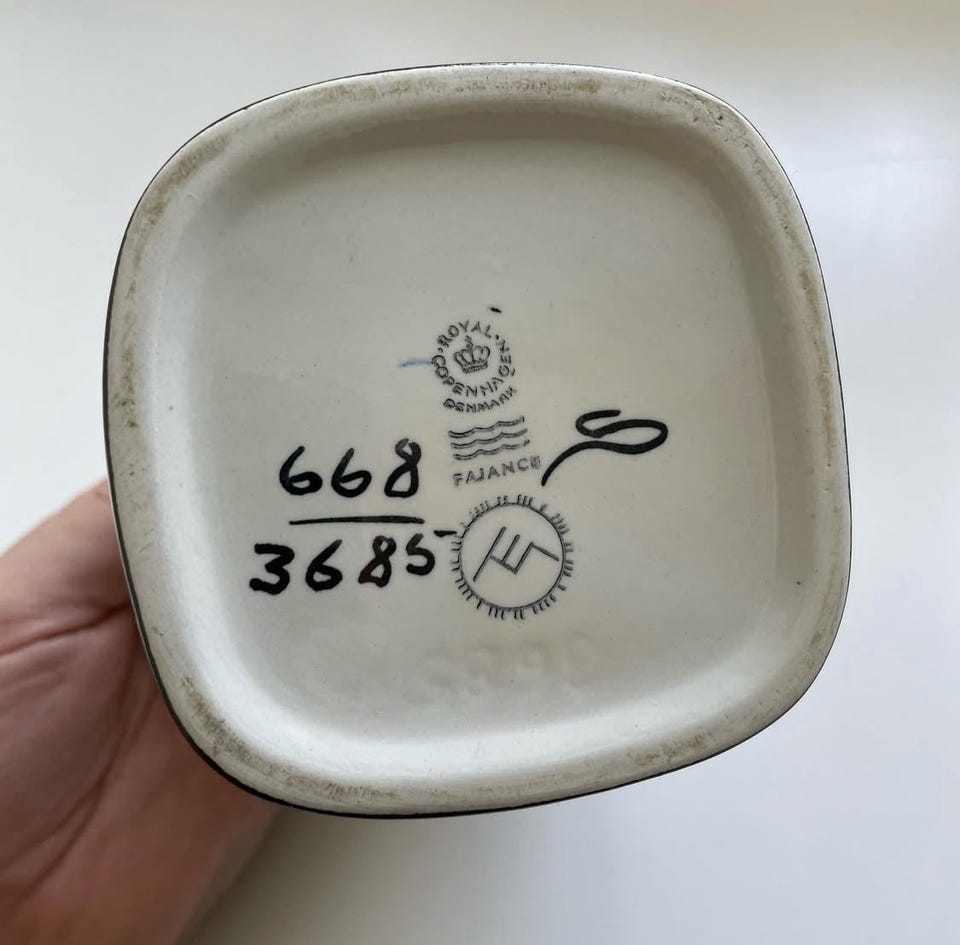 ROYAL
COPENHAGEN
DENMARK
FAJANCE
668
3685